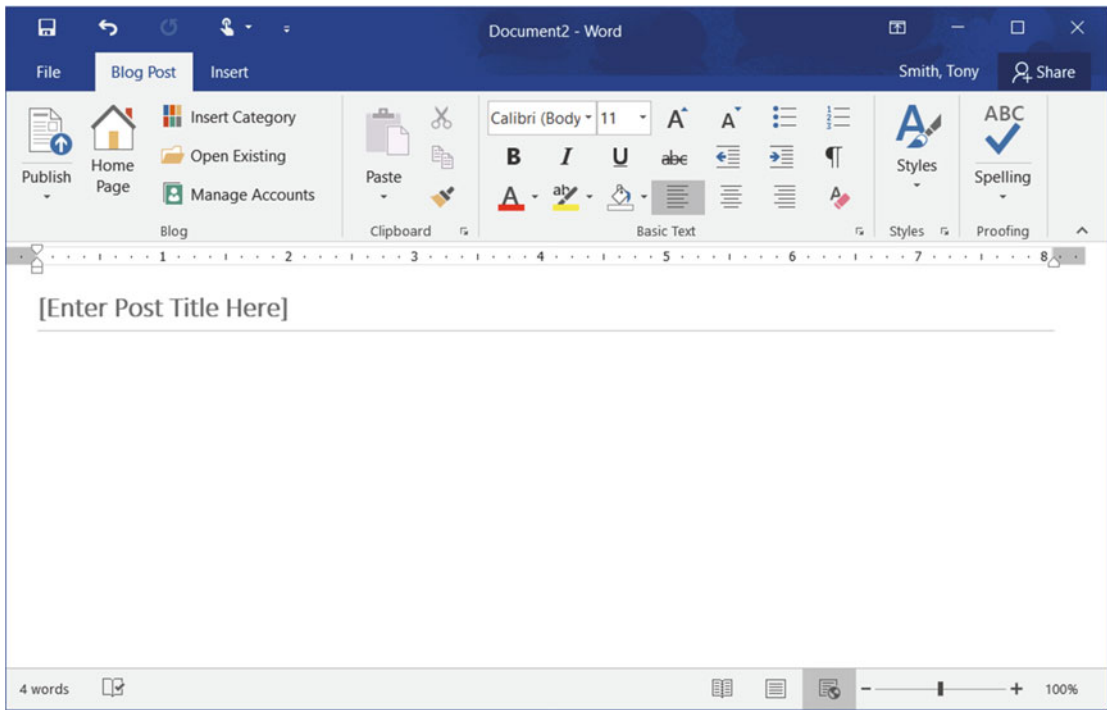 Document2 - Word
File Blog Post Insert Smith, Tony Share
Publish
Home Page
Insert Category
Open Existing
Manage Accounts
Blog
Paste
Clipboard
Calibri (Body 11 A A
B I U abc
A ab A
Basic Text
A
Styles
Styles
ABC
Spelling
Proofing
1 2 3 4 5 6 7 8
[Enter Post Title Here]
4 words 100%